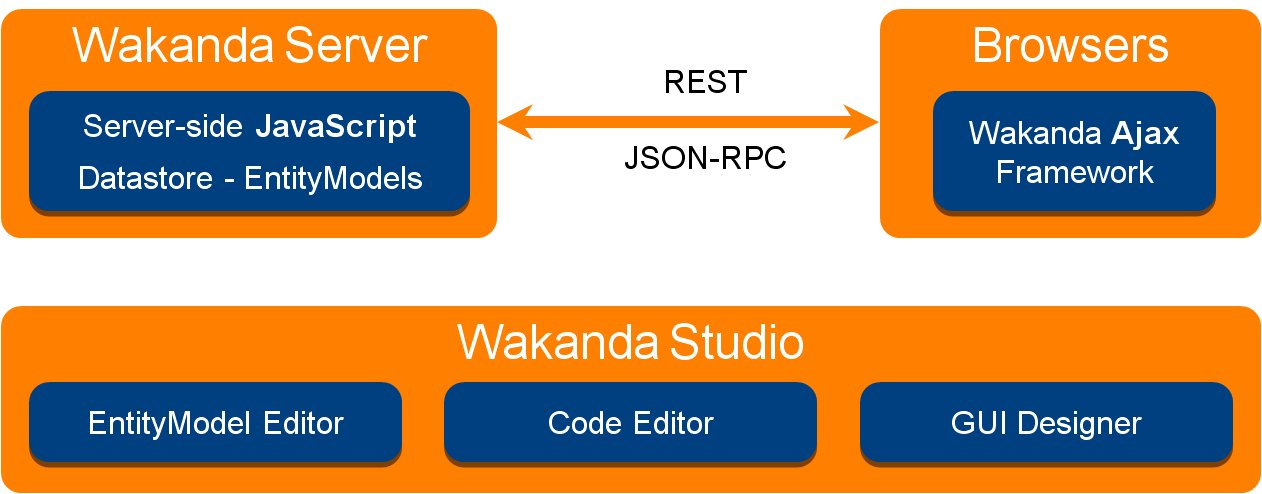 Wakanda Server
Server-side JavaScript
Datastore - EntityModels
REST
JSON-RPC
Browsers
Wakanda Ajax
Framework
Wakanda Studio
EntityModel Editor
Code Editor
GUI Designer